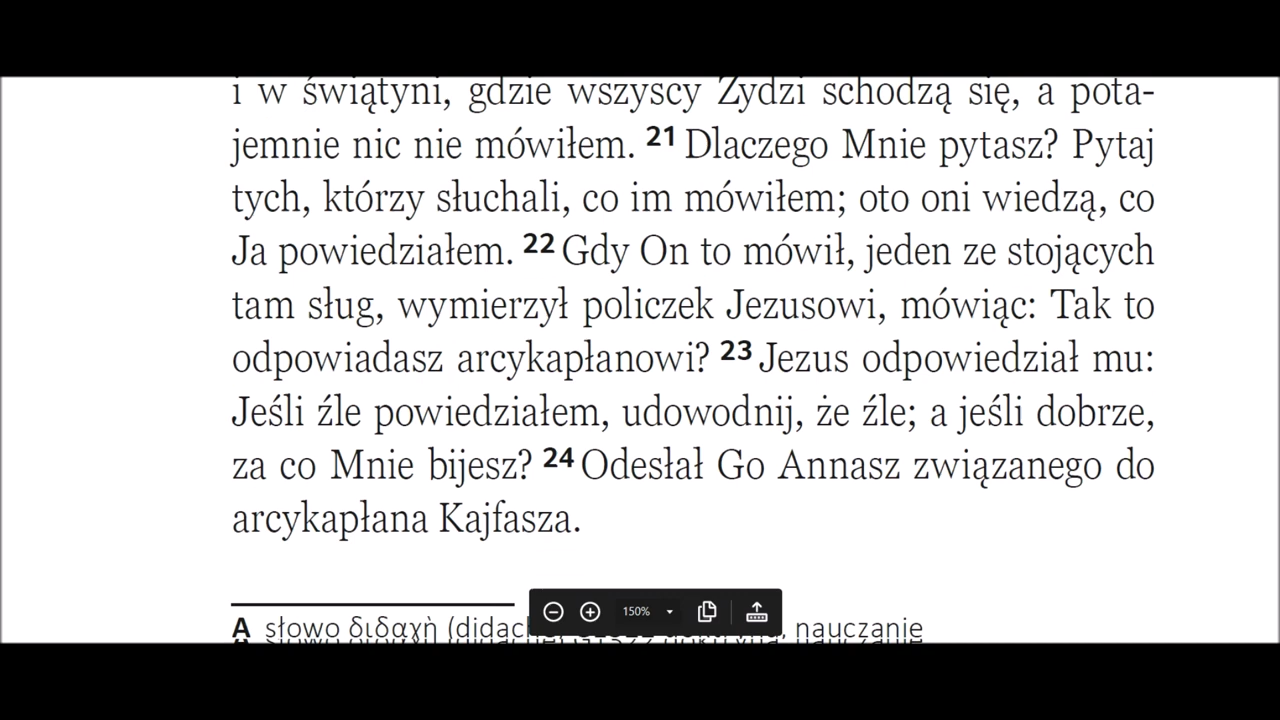 i w świątyni, gdzie wszyscy Żydzi schodzą się, a pota-
jemnie nic nie mówiłem. 21 Dlaczego Mnie pytasz? Pytaj
tych, którzy słuchali, co im mówiłem; oto oni wiedzą, co
Ja powiedziałem. 22 Gdy On to mówił, jeden ze stojących
tam sług, wymierzył policzek Jezusowi, mówiąc: Tak to
odpowiadasz arcykapłanowi? 23 Jezus odpowiedział mu:
Jeśli źle powiedziałem, udowodnij, że źle; a jeśli dobrze,
za co Mnie bijesz? 24 Odesłał Go Annasz związanego do
arcykapłana Kajfasza.
150%
A słowo διδαχὴ (didache) nauczanie